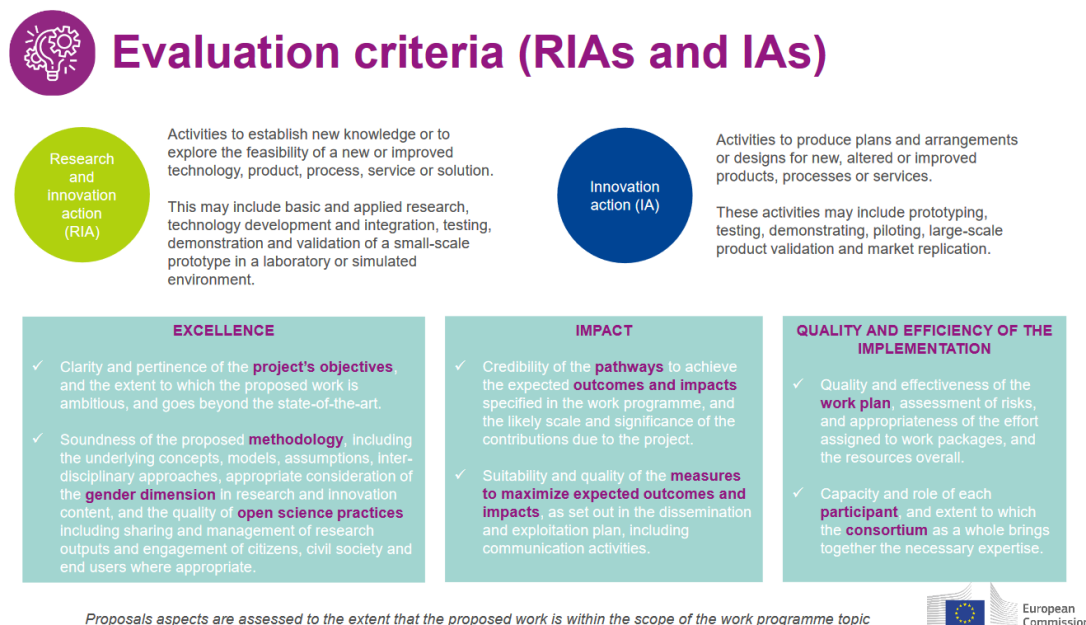 Evaluation criteria (RIAs and IAs)
Research
and
innovation
action
(RIA)
Activities to establish new knowledge or to
explore the feasibility of a new or improved
technology, product, process, service or solution.
This may include basic and applied research,
technology development and integration, testing,
demonstration and validation of a small-scale
prototype in a laboratory or simulated
environment.
Innovation
action (IA)
Activities to produce plans and arrangements
or designs for new, altered or improved
products, processes or services.
These activities may include prototyping,
testing, demonstrating, piloting, large-scale
product validation and market replication.
EXCELLENCE
✓ Clarity and pertinence of the project's objectives,
and the extent to which the proposed work is
ambitious, and goes beyond the state-of-the-art.
✓ Soundness of the proposed methodology, including
the underlying concepts, models, assumptions, inter-
disciplinary approaches, appropriate consideration of
the gender dimension in research and innovation
content, and the quality of open science practices
including sharing and management of research
outputs and engagement of citizens, civil society and
end users where appropriate.
IMPACT
✓ Credibility of the pathways to achieve
the expected outcomes and impacts
specified in the work programme, and
the likely scale and significance of the
contributions due to the project.
✓ Suitability and quality of the measures
to maximize expected outcomes and
impacts, as set out in the dissemination
and exploitation plan, including
communication activities.
QUALITY AND EFFICIENCY OF THE
IMPLEMENTATION
✓ Quality and effectiveness of the
work plan, assessment of risks,
and appropriateness of the effort
assigned to work packages, and
the resources overall.
✓ Capacity and role of each
participant, and extent to which
the consortium as a whole brings
together the necessary expertise.
Proposals aspects are assessed to the extent that the proposed work is within the scope of the work programme topic
European
Commission